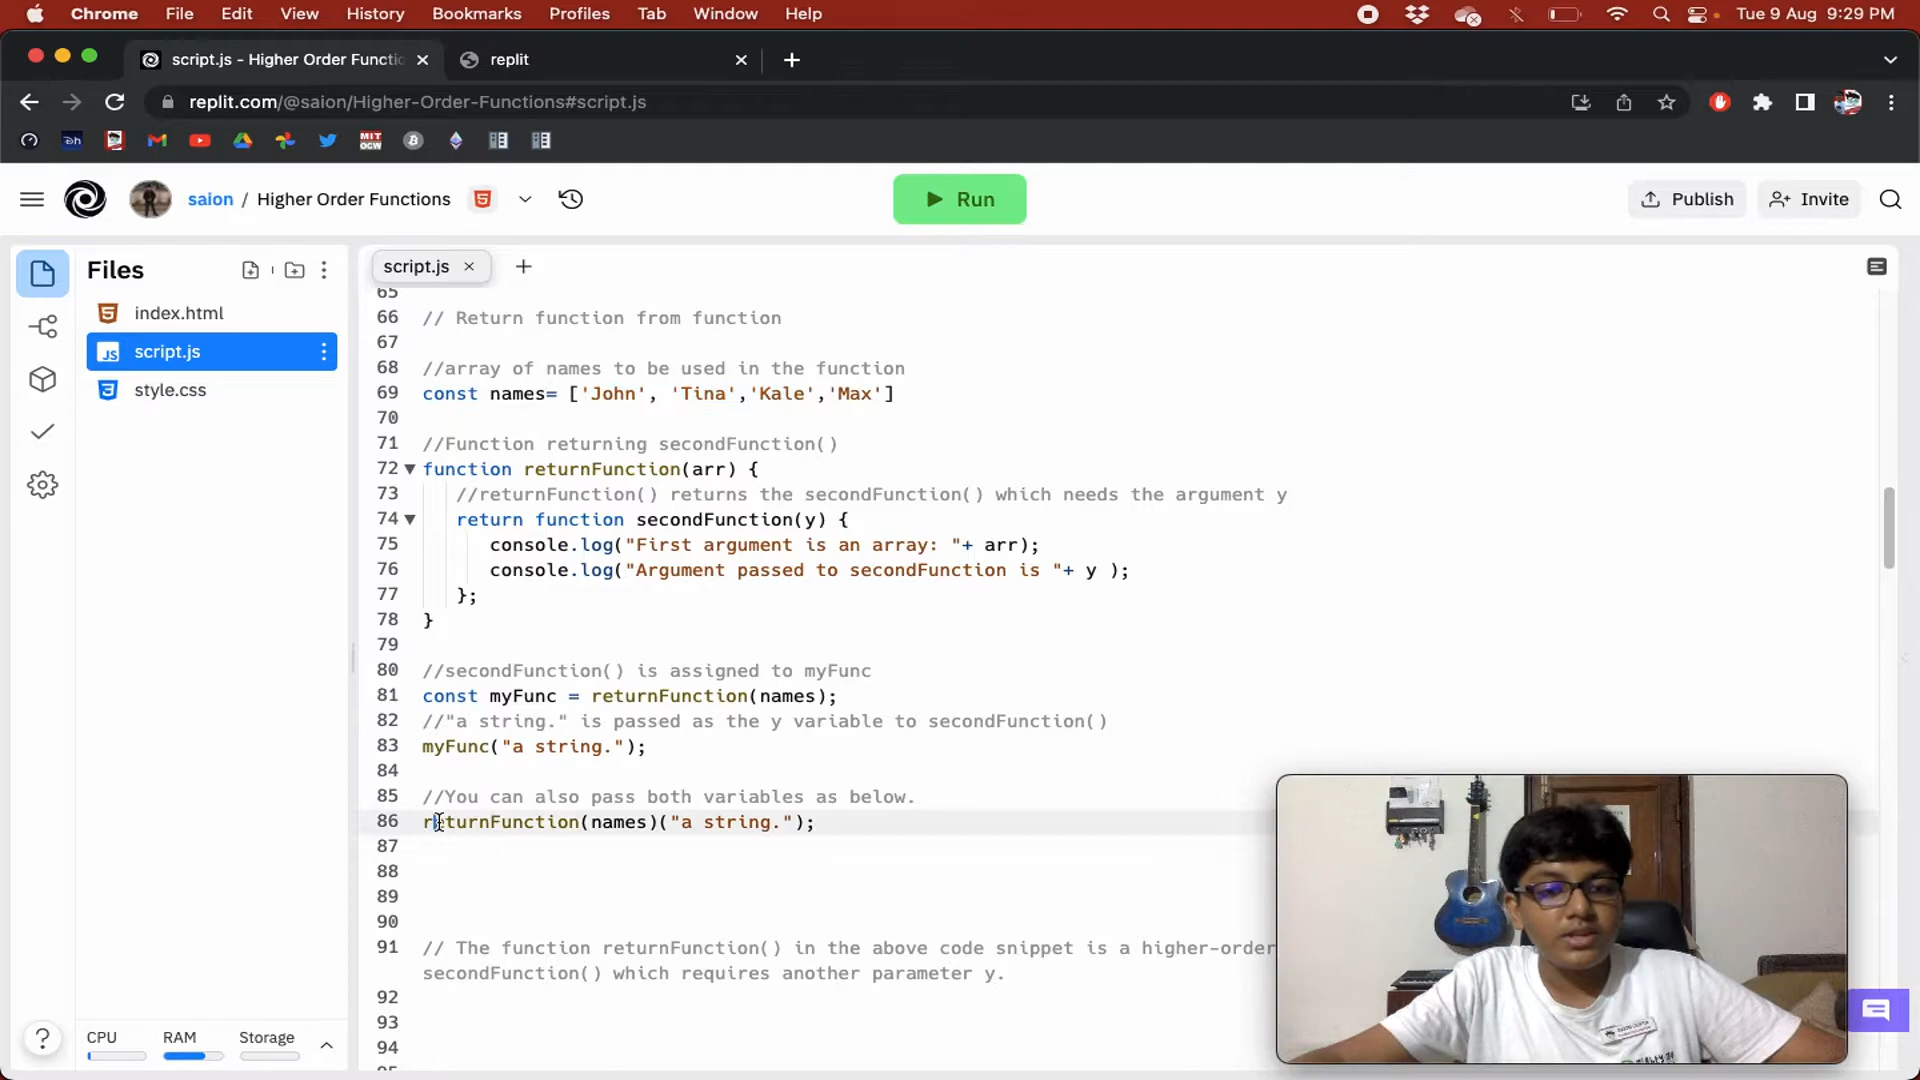 Chrome File Edit View History Bookmarks Profiles Tab Window Help Tue 9 Aug 9:29 PM
script.js - Higher Order Functio replit
replit.com/@saion/Higher-Order-Functions#script.js
Dh MIT OCW
saion / Higher Order Functions Run Publish Invite
Files
script.js
index.html
JS script.js
style.css
65
66 // Return function from function
67
68 //array of names to be used in the function
69 const names= ['John', 'Tina','Kale','Max']
70
71 //Function returning secondFunction()
72 function returnFunction(arr) {
73 //returnFunction() returns the secondFunction() which needs the argument y
74 return function secondFunction(y) {
75 console.log("First argument is an array: "+ arr);
76 console.log("Argument passed to secondFunction is "+ y );
77 };
78 }
79
80 //secondFunction() is assigned to myFunc
81 const myFunc = returnFunction(names);
82 //"a string." is passed as the y variable to secondFunction()
83 myFunc("a string.");
84
85 //You can also pass both variables as below.
86 returnFunction(names)("a string.");
87
88
89
90
91 // The function returnFunction() in the above code snippet is a higher-order
secondFunction() which requires another parameter y.
92
93
94
CPU RAM Storage